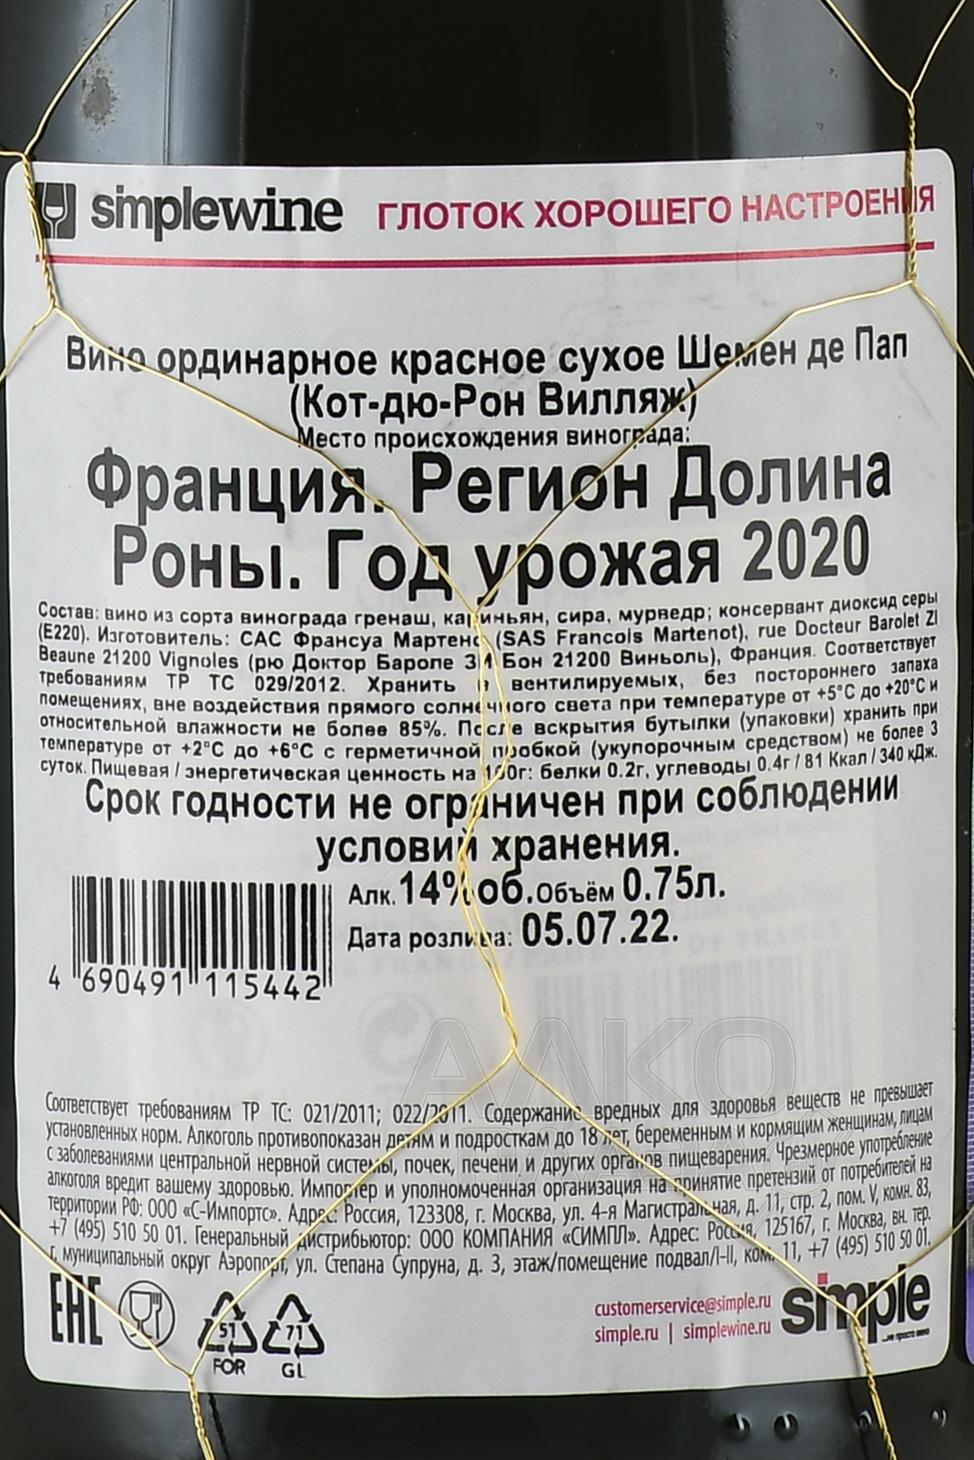 simplewine ГЛОТОК ХОРОШЕГО НАСТРОЕНИЯ
Вино ординарное красное сухое Шемен де Пап
(Кот-дю-Рон Вилляж)
Место происхождения винограда:
Франция. Регион Долина
Роны. Год урожая 2020
Состав: вино из сорта винограда гренаш, кариньян, сира, мурведр; консервант диоксид серы
(Е220). Изготовитель: САС Франсуа Мартено (SAS Francois Martenot), rue Docteur Barolet ZI
Beaune 21200 Vignoles (рю Доктор Бароле ЗИ Бон 21200 Виньоль), Франция. Соответствует
требованиям ТР ТС 029/2012. Хранить в вентилируемых, без постороннего запаха
помещениях, вне воздействия прямого солнечного света при температуре от +5°С до +20°С и
относительной влажности не более 85%. После вскрытия бутылки (упаковки) хранить при
температуре от +2°С до +6°С с герметичной пробкой (укупорочным средством) не более 3
суток. Пищевая / энергетическая ценность на 100г: белки 0.2г, углеводы 0.4г / 81 Ккал / 340 кДж.
Срок годности не ограничен при соблюдении
условий хранения.
Алк.14%об.Объём 0.75л.
Дата розлива: 05.07.22.
4 690491 115442
АЛКО
Соответствует требованиям ТР ТС: 021/2011; 022/2011. Содержание вредных для здоровья веществ не превышает
установленных норм. Алкоголь противопоказан детям и подросткам до 18 лет, беременным и кормящим женщинам, лицам
с заболеваниями центральной нервной системы, почек, печени и других органов пищеварения. Чрезмерное употребление
алкоголя вредит вашему здоровью. Импортер и уполномоченная организация на принятие претензий от потребителей на
территории РФ: ООО «С-Импортс». Адрес: Россия, 123308, г. Москва, ул. 4-я Магистральная, д. 11, стр. 2, пом. V, комн. 83,
+7 (495) 510 50 01. Генеральный дистрибьютор: ООО КОМПАНИЯ «СИМПЛ». Адрес: Россия, 125167, г. Москва, вн. тер.
г. муниципальный округ Аэропорт, ул. Степана Супруна, д. 3, этаж/помещение подвал/I-II, ком. 11, +7 (495) 510 50 01.
EAC
51
FOR
71
GL
customerservice@simple.ru
simple.ru | simplewine.ru
simple
...не просто вино